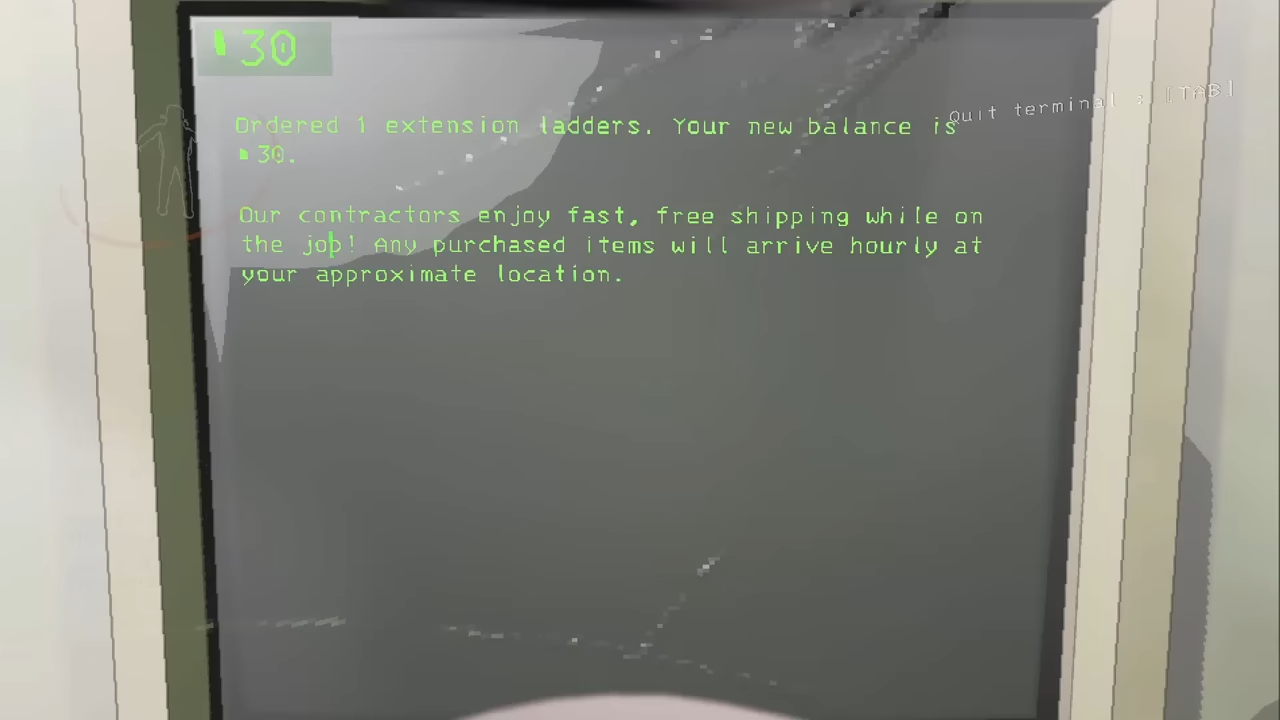 30
Quit terminal : [TAB]
Ordered 1 extension ladders. Your new balance is
30.
Our contractors enjoy fast, free shipping while on
the job! Any purchased items will arrive hourly at
your approximate location.